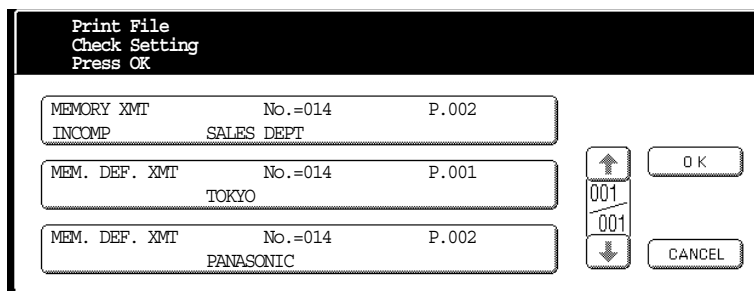 Print File
Check Setting
Press OK
MEMORY XMT No.=014 P.002
INCOMP SALES DEPT
MEM. DEF. XMT No.=014 P.001
TOKYO
MEM. DEF. XMT No.=014 P.002
PANASONIC
001
001
OK
CANCEL